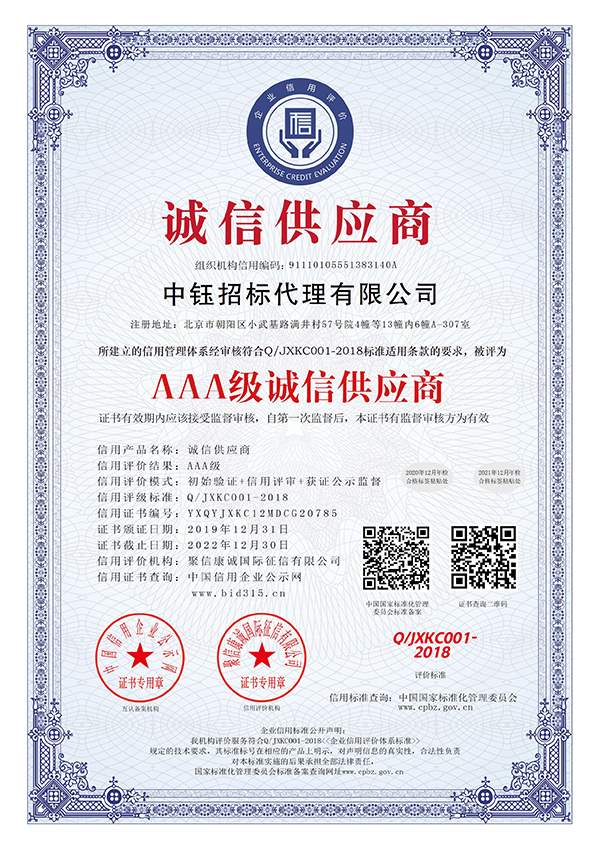 企业信用评价
ENTERPRISE CREDIT EVALUATION
诚信供应商
组织机构信用编码：91110105551383140A
中钰招标代理有限公司
注册地址：北京市朝阳区小武基路满井村57号院4幢等13幢内6幢A-307室
所建立的信用管理体系经审核符合Q/JXKC001-2018标准适用条款的要求，被评为
AAA级诚信供应商
证书有效期内应该接受监督审核，自第一次监督后，本证书有监督审核方为有效
信用产品名称：诚信供应商
信用评价结果：AAA级
信用评价模式：初始验证+信用评审+获证公示监督
信用评级标准：Q/JXKC001-2018
信用证书编号：YXQYJXKC12MDCG20785
证书颁证日期：2019年12月31日
证书截止日期：2022年12月30日
信用评价机构：聚信康诚国际征信有限公司
信用证书查询：中国信用企业公示网
www.bid315.cn
2020年12月年检
合格标签粘贴处
2021年12月年检
合格标签粘贴处
中国国家标准化管理
委员会标准备案
证书查询二维码
中国信用企业公示网
证书专用章
互认备案机构
聚信康诚国际征信有限公司
证书专用章
信用评价机构
Q/JXKC001-
2018
评价标准
信用标准查询：中国国家标准化管理委员会
www.cpbz.gov.cn
企业信用标准公开声明：
我机构评价服务符合Q/JXKC001-2018<<企业信用评价体系标准>>
规定的技术要求，其标准标号在相应的产品上明示，对声明信息的真实性，合法性负责
对本标准实施的后果承担全部法律责任，
国家标准化管理委员会标准备案查询网址www.cpbz.gov.cn